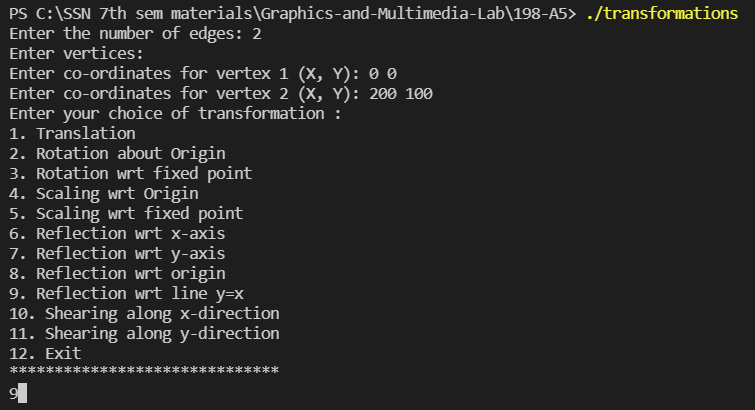 PS C:\SSN 7th sem materials\Graphics-and-Multimedia-Lab\198-A5> ./transformations
Enter the number of edges: 2
Enter vertices:
Enter co-ordinates for vertex 1 (X, Y): 0 0
Enter co-ordinates for vertex 2 (X, Y): 200 100
Enter your choice of transformation :
1. Translation
2. Rotation about Origin
3. Rotation wrt fixed point
4. Scaling wrt Origin
5. Scaling wrt fixed point
6. Reflection wrt x-axis
7. Reflection wrt y-axis
8. Reflection wrt origin
9. Reflection wrt line y=x
10. Shearing along x-direction
11. Shearing along y-direction
12. Exit
******************************
9